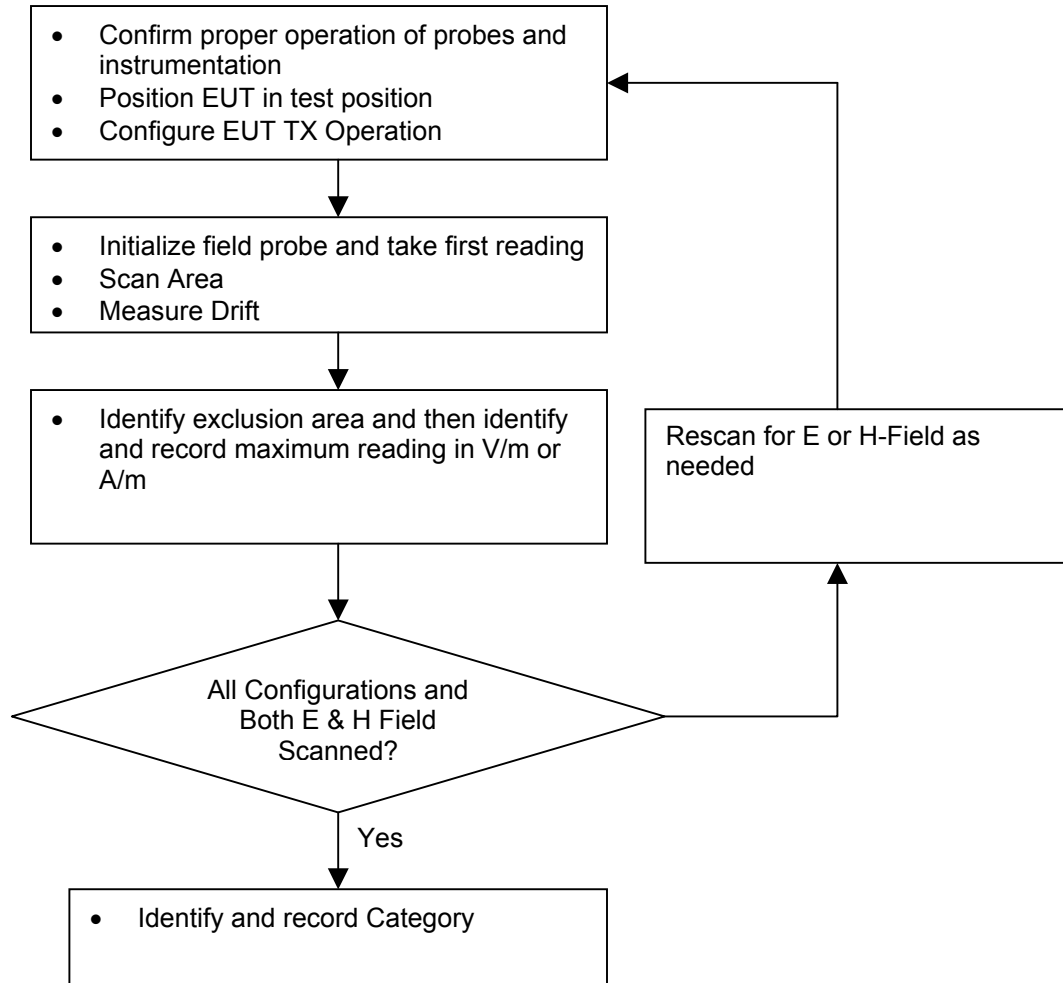 • Confirm proper operation of probes and
instrumentation
• Position EUT in test position
• Configure EUT TX Operation
• Initialize field probe and take first reading
• Scan Area
• Measure Drift
• Identify exclusion area and then identify
and record maximum reading in V/m or
A/m
Rescan for E or H-Field as
needed
All Configurations and
Both E & H Field
Scanned?
Yes
• Identify and record Category